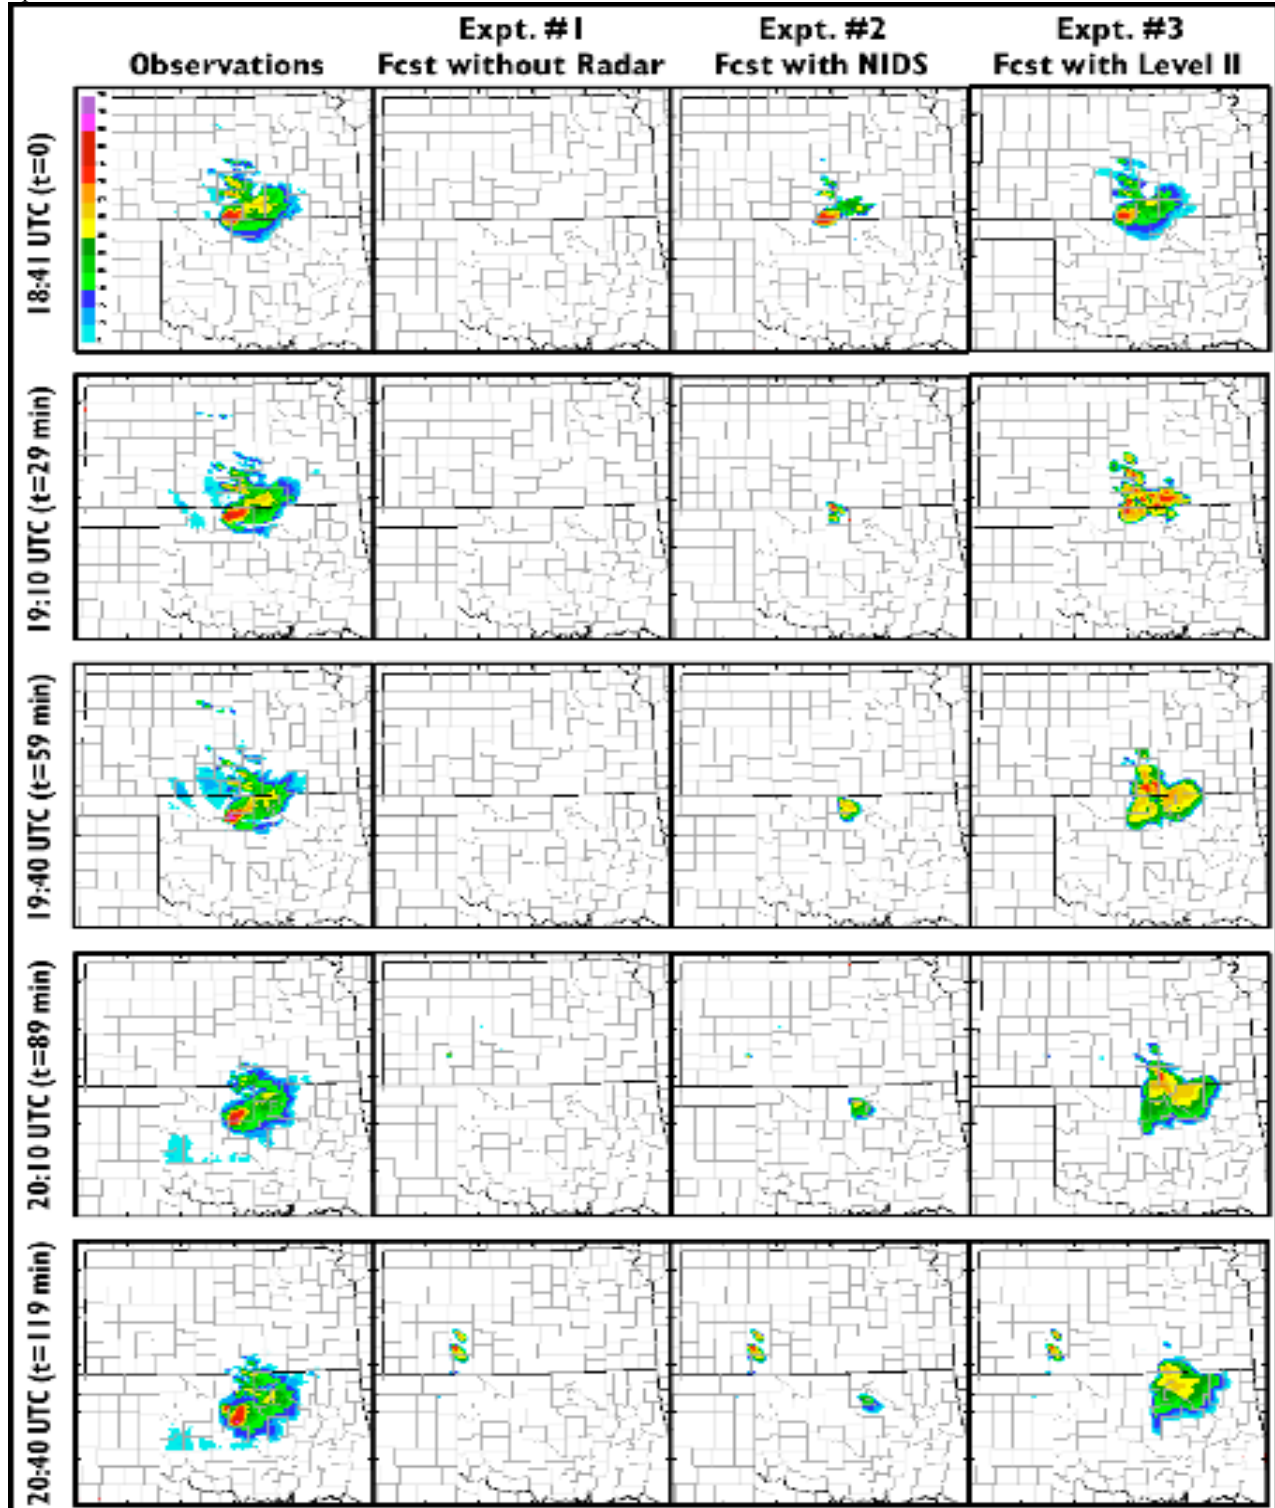 Expt. #1
Expt. #2
Expt. #3
Observations
Fcst without Radar
Fcst with NIDS
Fcst with Level II
18:41 UTC (t=0)
19:10 UTC (t=29 min)
19:40 UTC (t=59 min)
20:10 UTC (t=89 min)
20:40 UTC (t=119 min)